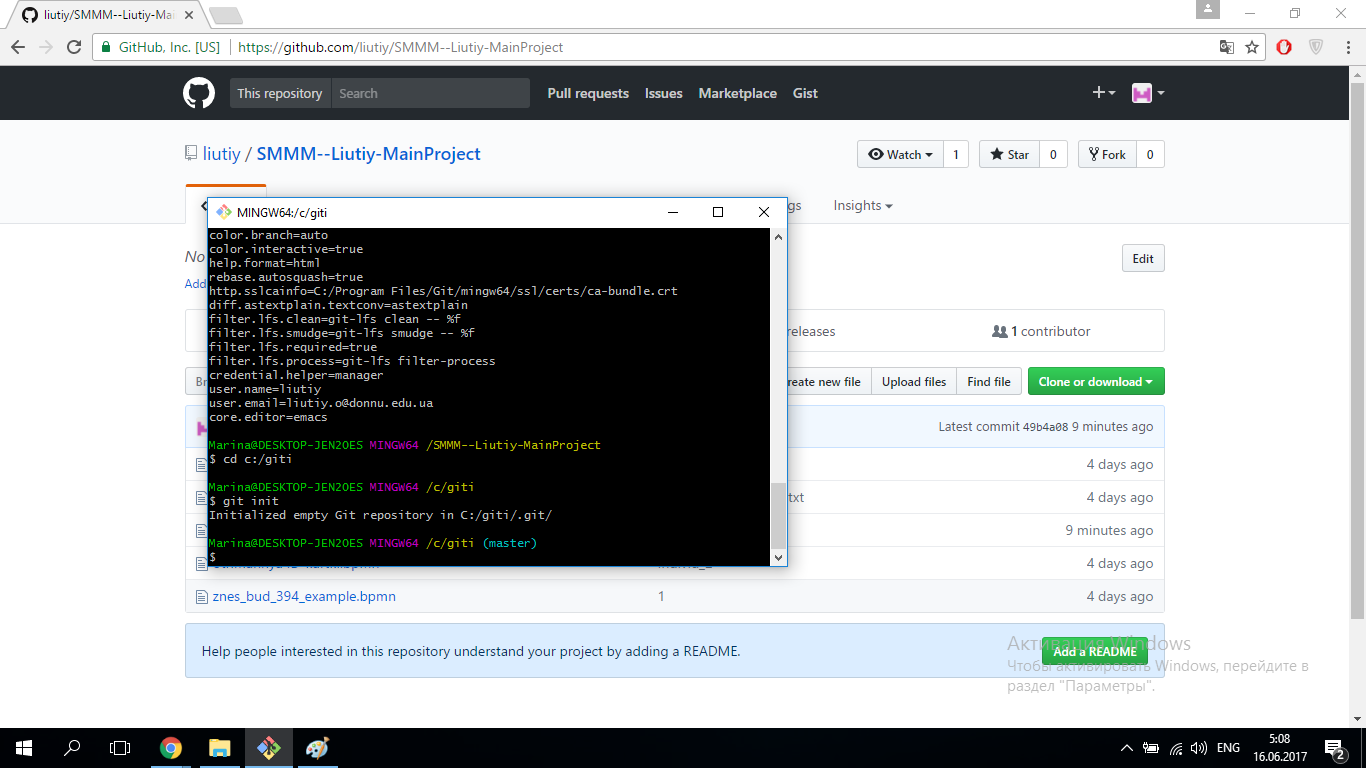 liutiy/SMMM--Liutiy-Mai
GitHub, Inc. [US] https://github.com/liutiy/SMMM--Liutiy-MainProject
This repository Search Pull requests Issues Marketplace Gist
liutiy / SMMM--Liutiy-MainProject
Watch 1 Star 0 Fork 0
gs Insights
No
Edit
Add
releases 1 contributor
Br
reate new file Upload files Find file Clone or download
Latest commit 49b4a08 9 minutes ago
4 days ago
txt 4 days ago
9 minutes ago
4 days ago
znes_bud_394_example.bpmn 1 4 days ago
Help people interested in this repository understand your project by adding a README.
Add a README
MINGW64:/c/giti
color.branch=auto
color.interactive=true
help.format=html
rebase.autosquash=true
http.sslcainfo=C:/Program Files/Git/mingw64/ssl/certs/ca-bundle.crt
diff.astextplain.textconv=astextplain
filter.lfs.clean=git-lfs clean -- %f
filter.lfs.smudge=git-lfs smudge -- %f
filter.lfs.required=true
filter.lfs.process=git-lfs filter-process
credential.helper=manager
user.name=liutiy
user.email=liutiy.o@donnu.edu.ua
core.editor=emacs
Marina@DESKTOP-JEN2OES MINGW64 /SMMM--Liutiy-MainProject
$ cd c:/giti
Marina@DESKTOP-JEN2OES MINGW64 /c/giti
$ git init
Initialized empty Git repository in C:/giti/.git/
Marina@DESKTOP-JEN2OES MINGW64 /c/giti (master)
$
Активация Windows
Чтобы активировать Windows, перейдите в
раздел "Параметры".
ENG
5:08
16.06.2017
2